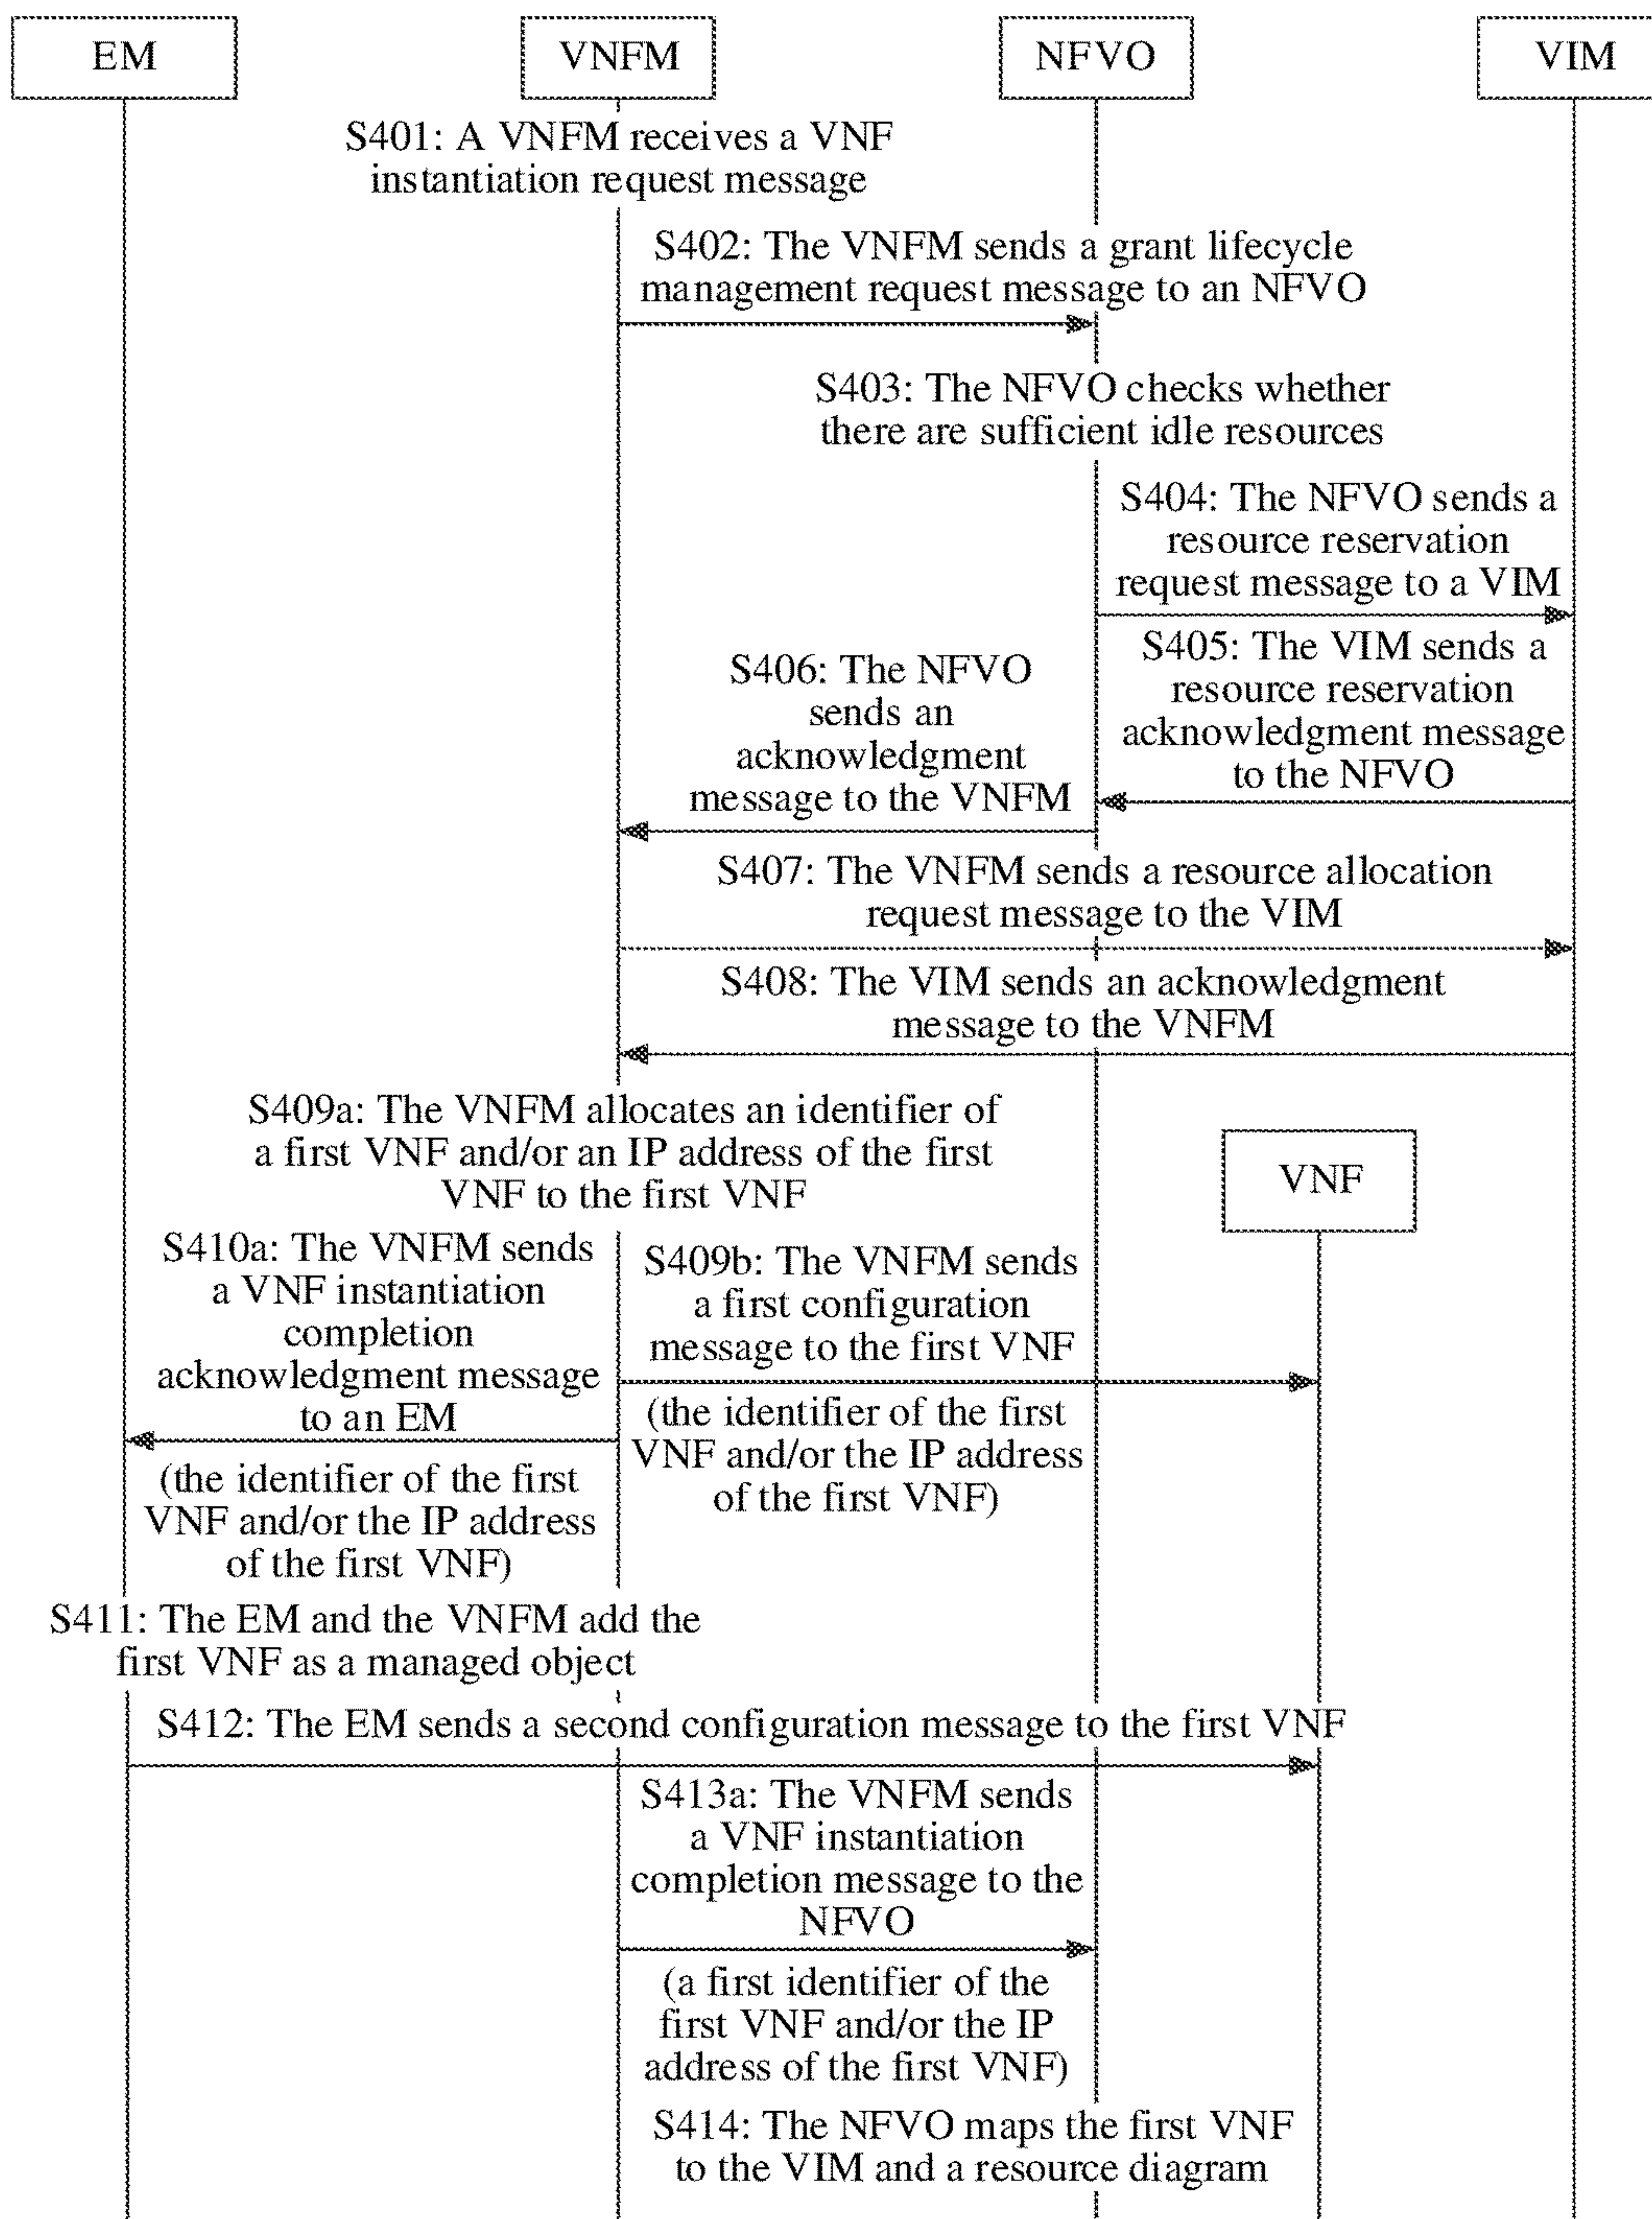 EM
VNFM
NFVO
VIM
S401: A VNFM receives a VNF
instantiation request message
S402: The VNFM sends a grant lifecycle
management request message to an NFVO
S403: The NFVO checks whether
there are sufficient idle resources
S404: The NFVO sends a
resource reservation
request message to a VIM
S405: The VIM sends a
resource reservation
acknowledgment message
to the NFVO
S406: The NFVO
sends an
acknowledgment
message to the VNFM
S407: The VNFM sends a resource allocation
request message to the VIM
S408: The VIM sends an acknowledgment
message to the VNFM
S409a: The VNFM allocates an identifier of
a first VNF and/or an IP address of the first
VNF to the first VNF
VNF
S410a: The VNFM sends
a VNF instantiation
completion
acknowledgment message
to an EM
(the identifier of the first
VNF and/or the IP address
of the first VNF)
S409b: The VNFM sends
a first configuration
message to the first VNF
(the identifier of the first
VNF and/or the IP address
of the first VNF)
S411: The EM and the VNFM add the
first VNF as a managed object
S412: The EM sends a second configuration message to the first VNF
S413a: The VNFM sends
a VNF instantiation
completion message to the
NFVO
(a first identifier of the
first VNF and/or the IP
address of the first VNF)
S414: The NFVO maps the first VNF
to the VIM and a resource diagram